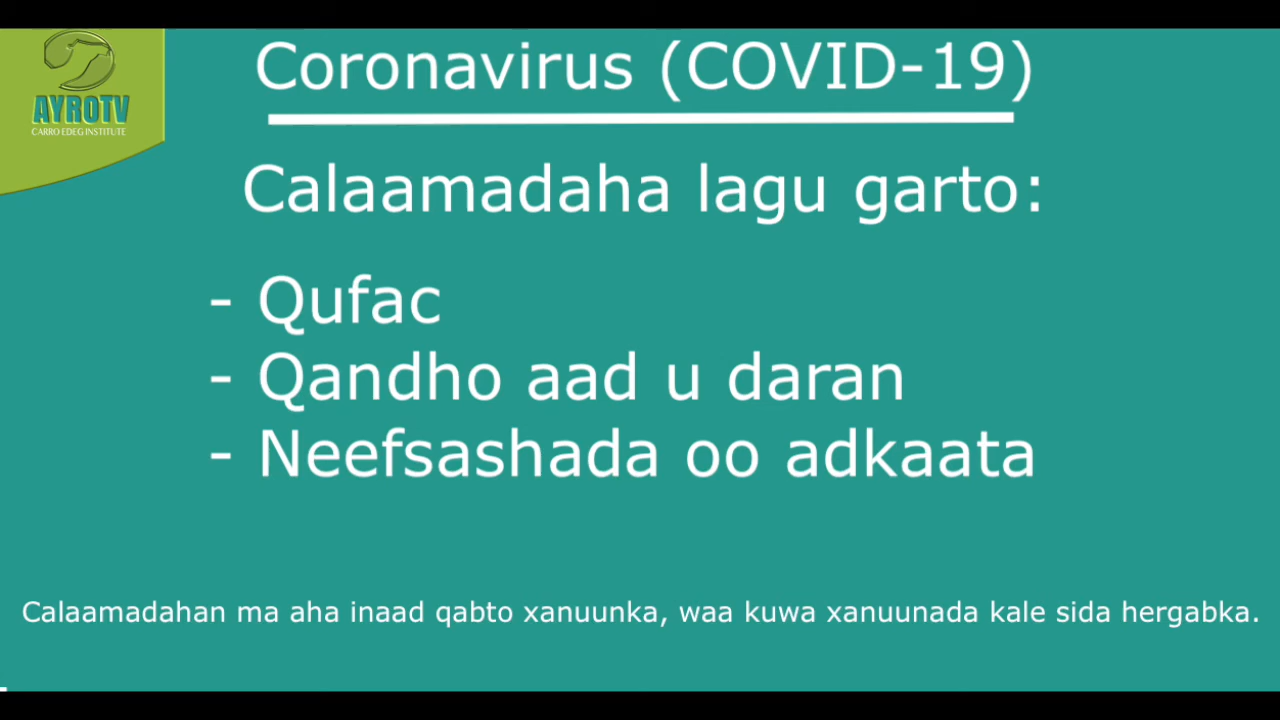 AYROTV
CARRO EDEG INSTITUTE
Coronavirus (COVID-19)
Calaamadaha lagu garto:
- Qufac
- Qandho aad u daran
- Neefsashada oo adkaata
Calaamadahan ma aha inaad qabto xanuunka, waa kuwa xanuunada kale sida hergabka.